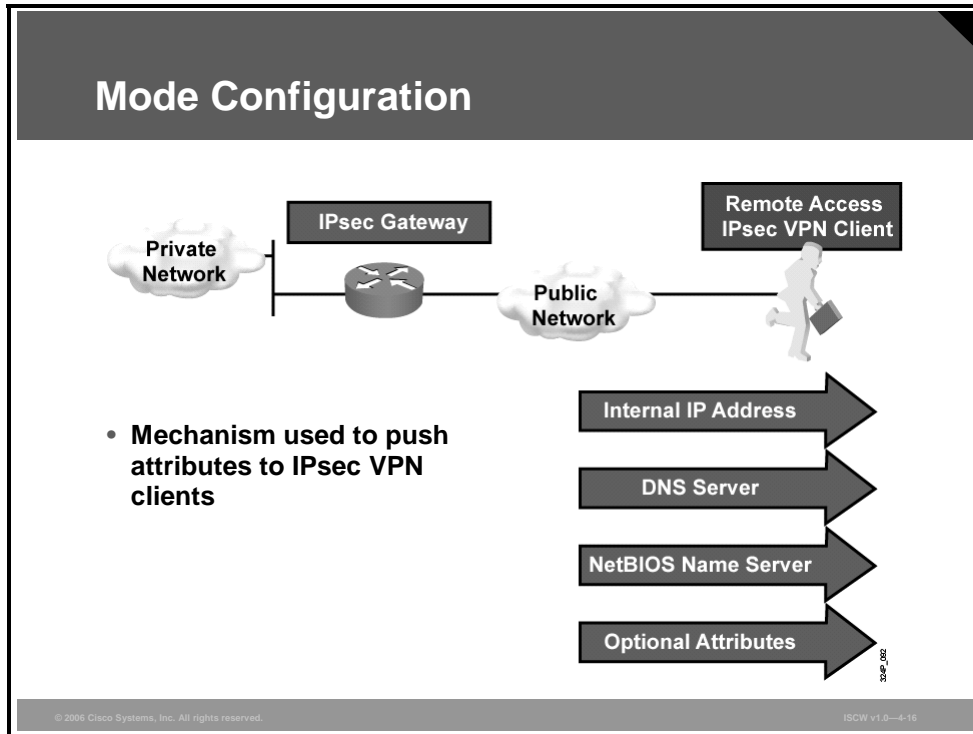 Mode Configuration
Private
Network
IPsec Gateway
Public
Network
Remote Access
IPsec VPN Client
• Mechanism used to push
attributes to IPsec VPN
clients
Internal IP Address
DNS Server
NetBIOS Name Server
Optional Attributes
324P_092
© 2006 Cisco Systems, Inc. All rights reserved.
ISCW v1.0—4-16